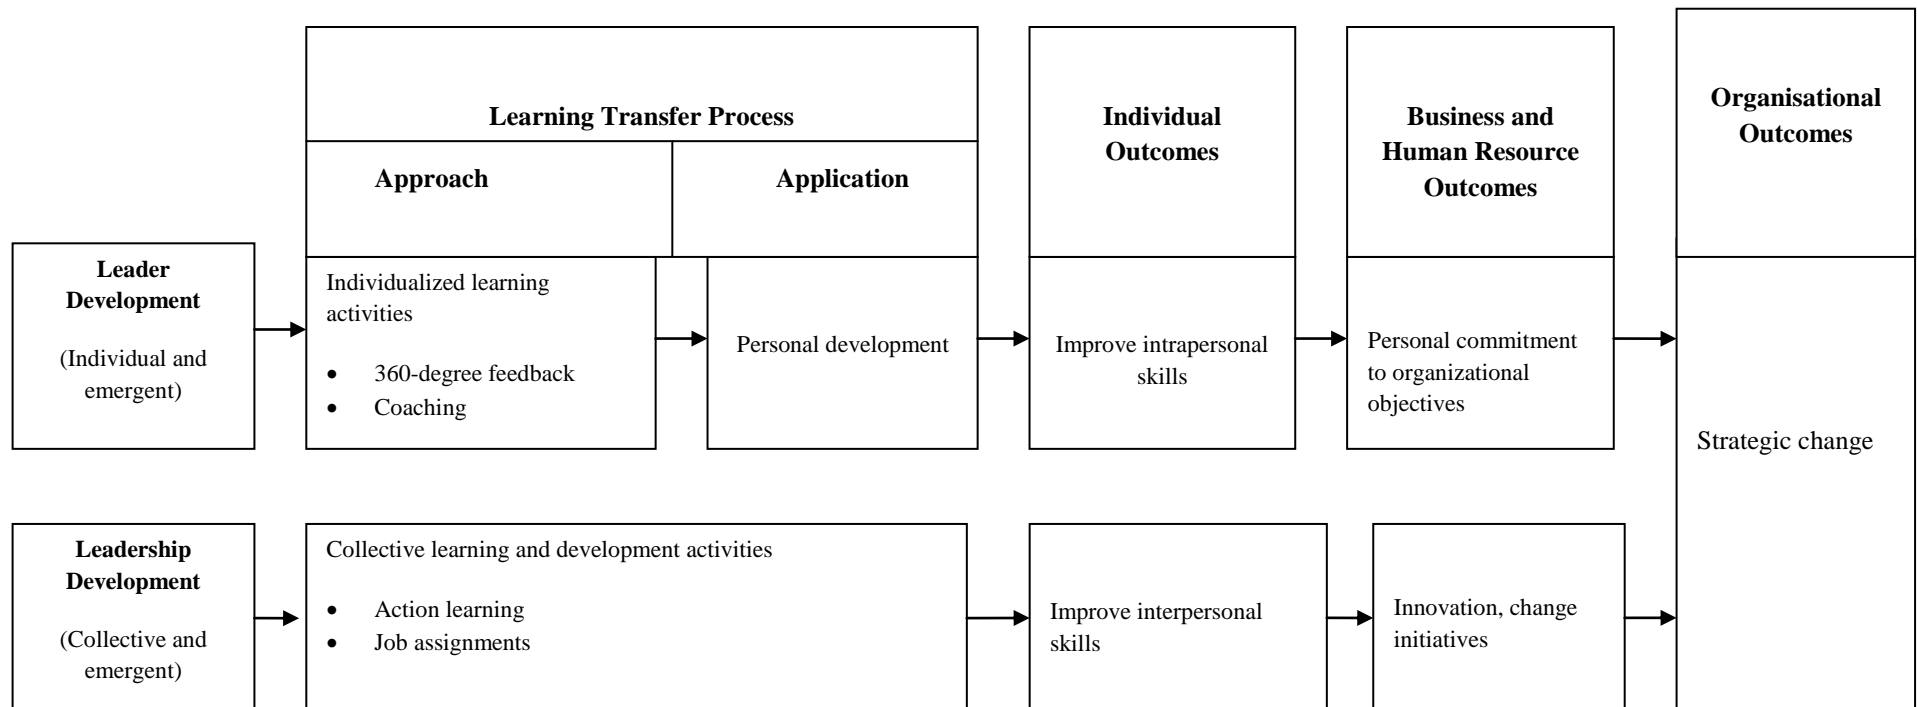 Learning Transfer Process
Approach
Application
Individual
Outcomes
Business and
Human Resource
Outcomes
Organisational
Outcomes
Leader
Development
(Individual and
emergent)
Individualized learning
activities
• 360-degree feedback
• Coaching
Personal development
Improve intrapersonal
skills
Personal commitment
to organizational
objectives
Strategic change
Leadership
Development
(Collective and
emergent)
Collective learning and development activities
• Action learning
• Job assignments
Improve interpersonal
skills
Innovation, change
initiatives